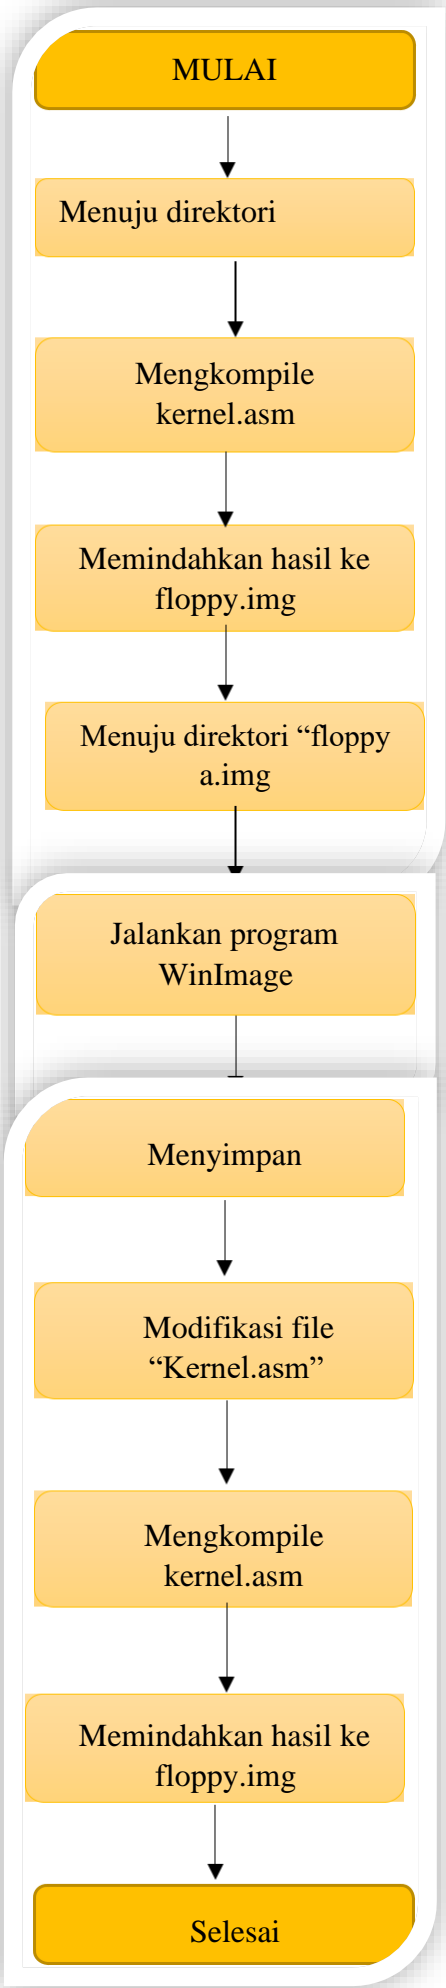 MULAI
Menuju direktori
Mengkompile
kernel.asm
Memindahkan hasil ke
floppy.img
Menuju direktori “floppy
a.img
Jalankan program
WinImage
Menyimpan
Modifikasi file
“Kernel.asm”
Mengkompile
kernel.asm
Memindahkan hasil ke
floppy.img
Selesai